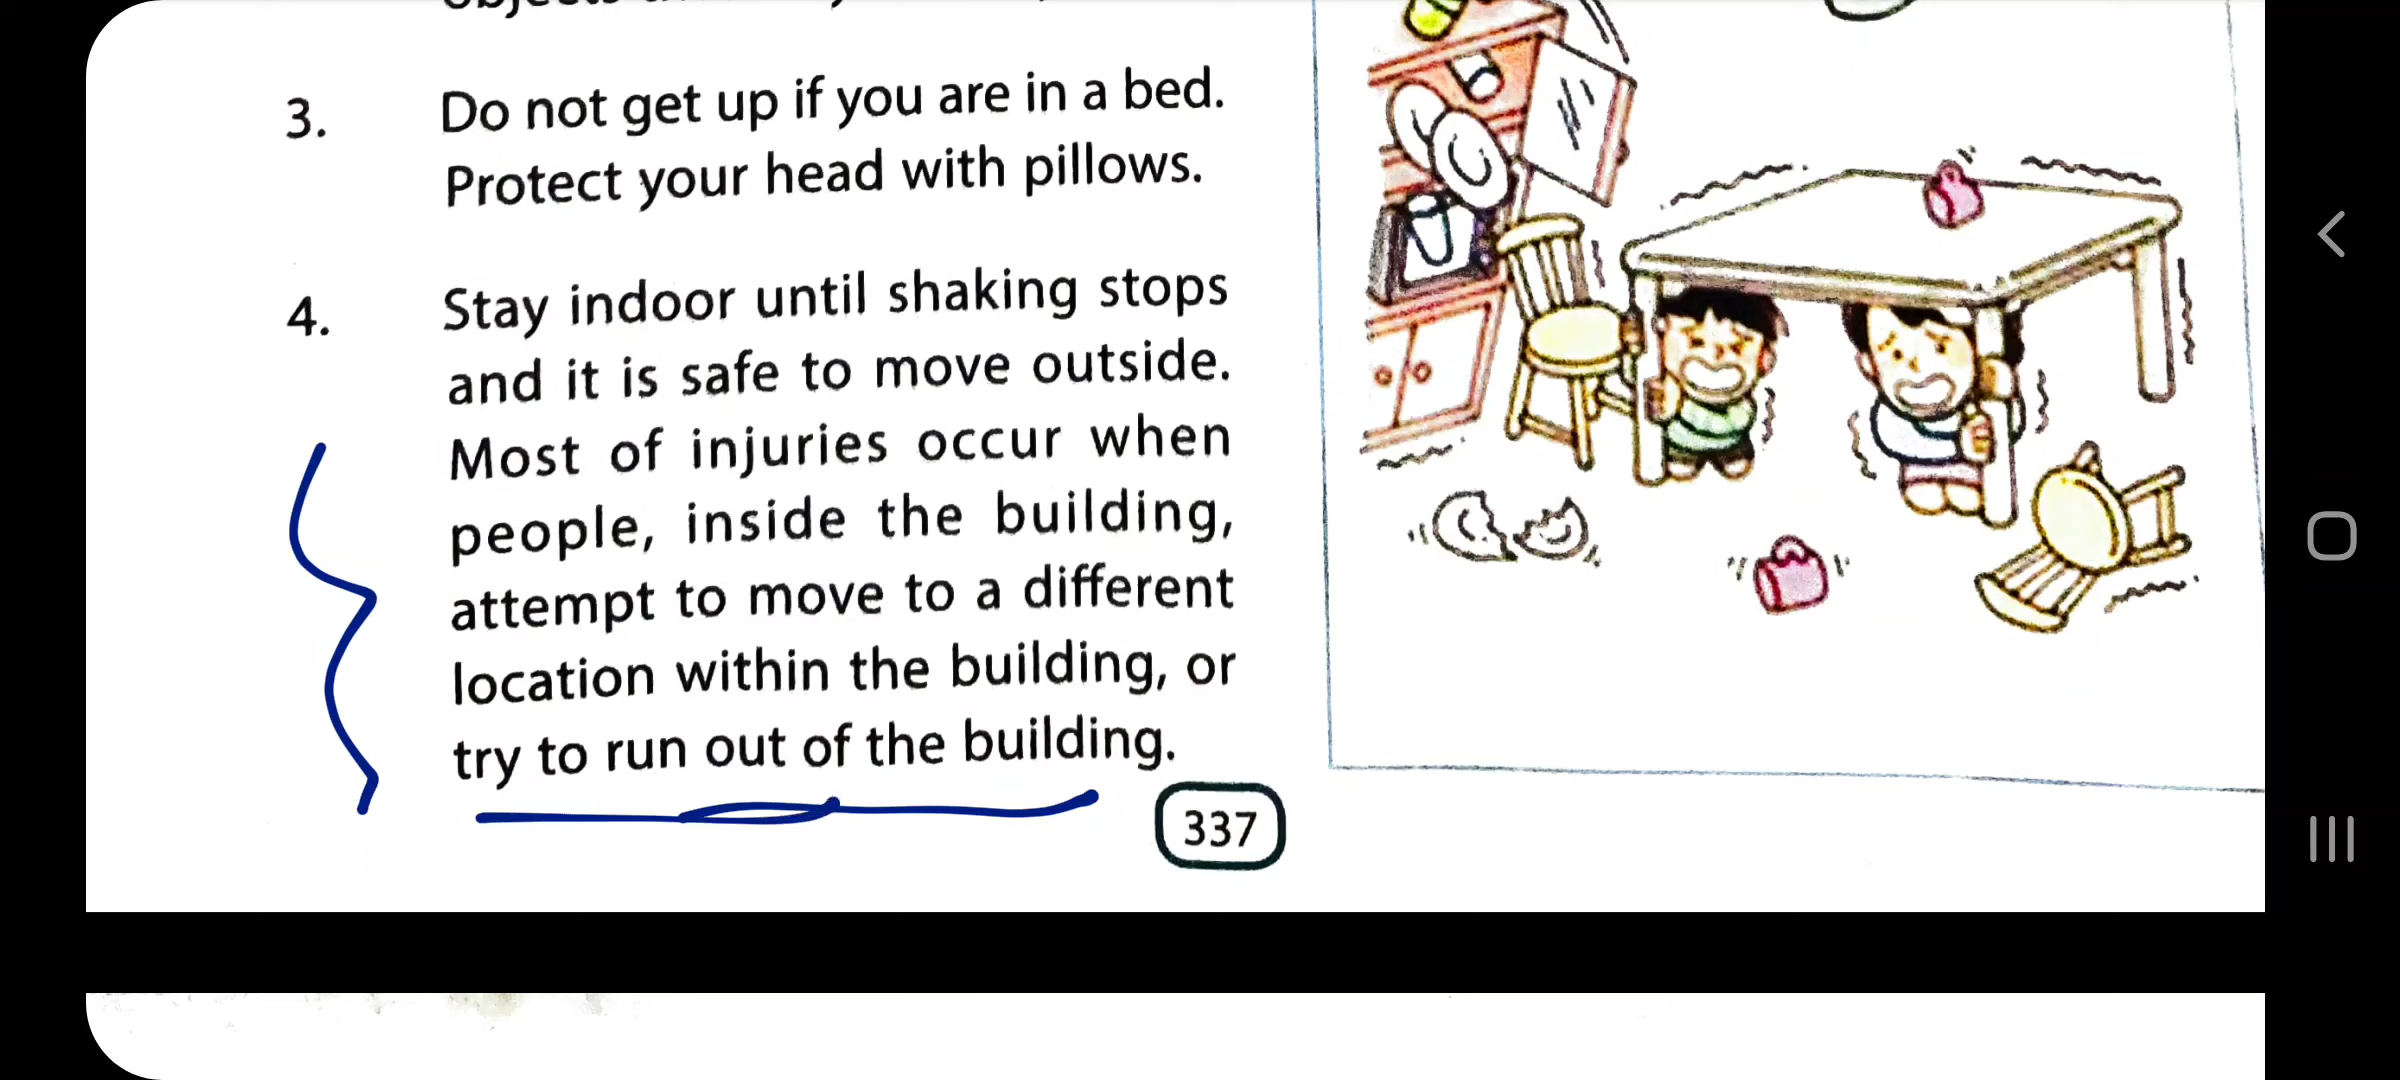 3. Do not get up if you are in a bed.
Protect your head with pillows.
4. Stay indoor until shaking stops
and it is safe to move outside.
Most of injuries occur when
people, inside the building,
attempt to move to a different
location within the building, or
try to run out of the building.
337